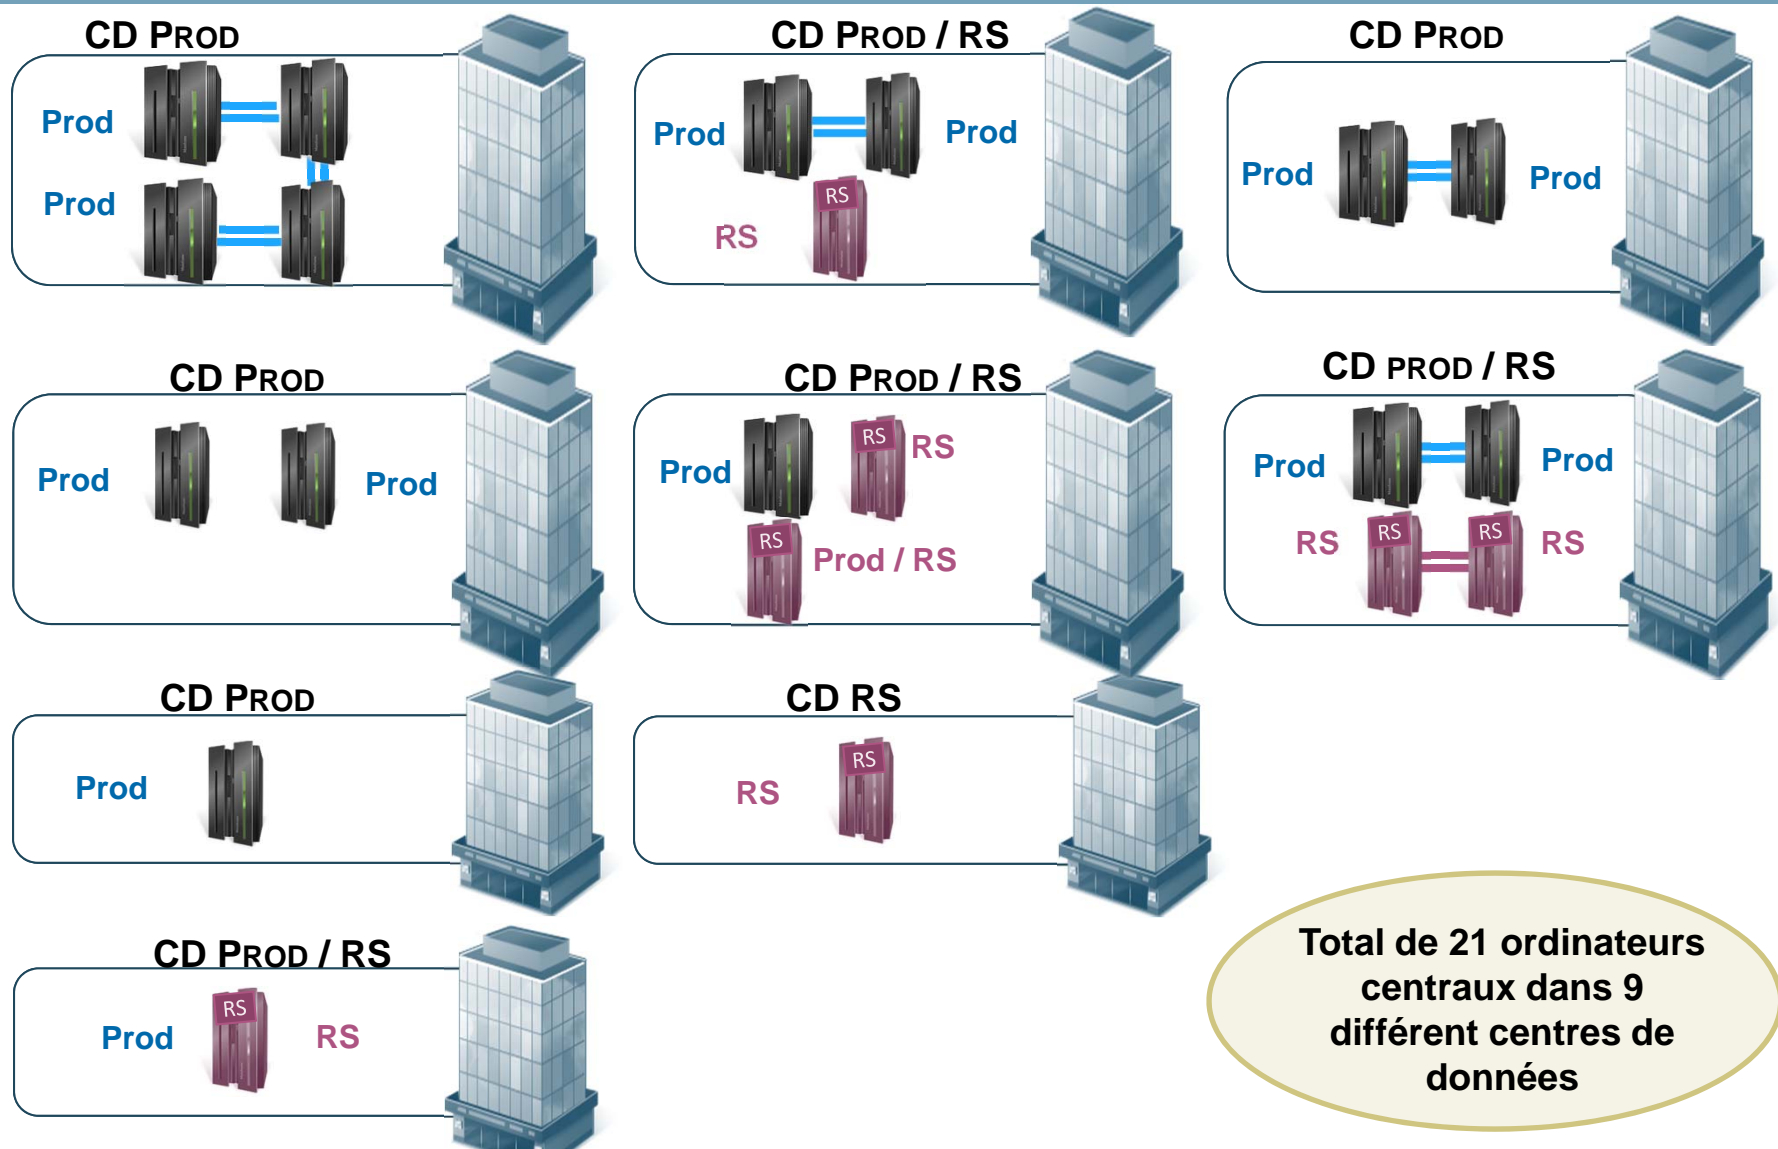 CD PROD
Prod
Prod
CD PROD / RS
Prod
Prod
RS
RS
CD PROD
Prod
Prod
CD PROD
Prod
Prod
CD PROD / RS
Prod
RS
RS
RS
Prod / RS
CD PROD / RS
Prod
Prod
RS
RS
RS
RS
CD PROD
Prod
CD RS
RS
RS
CD PROD / RS
Prod
RS
RS
Total de 21 ordinateurs
centraux dans 9
différent centres de
données